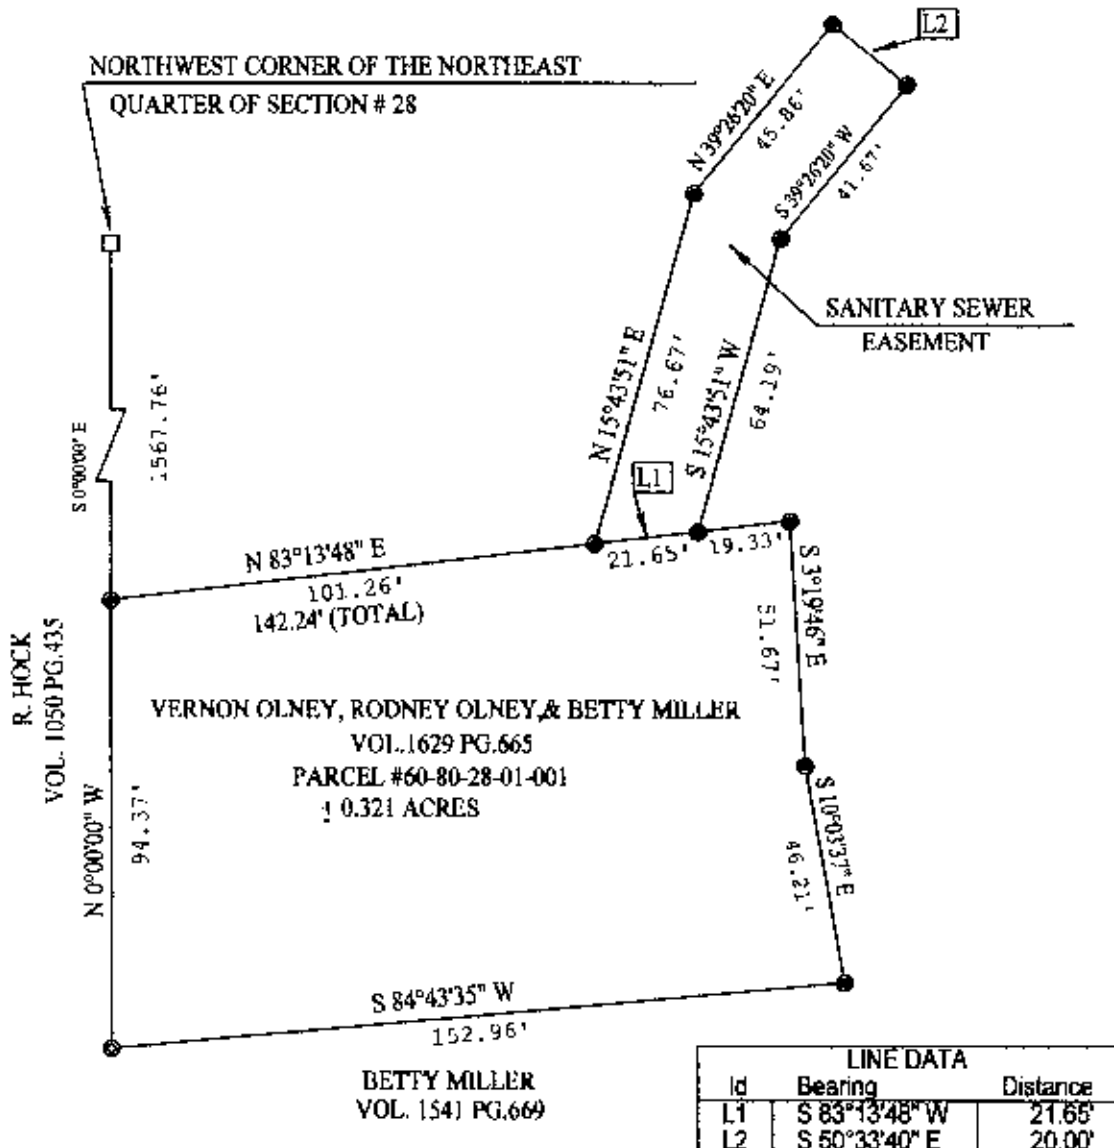 L2
NORTHWEST CORNER OF THE NORTHEAST
QUARTER OF SECTION # 28
N 39°26'20" E
45.86'
S 39°26'20" W
41.67'
SANITARY SEWER
EASEMENT
N 15°43'51" E
76.67'
S 15°43'51" W
64.19'
S 0°00'00" E
1567.76'
L1
N 83°13'48" E
101.26'
142.24' (TOTAL)
21.65'
19.33'
S 3°19'46" E
51.67'
R. HOCK
VOL. 1050 PG.435
VERNON OLNEY, RODNEY OLNEY,& BETTY MILLER
VOL.1629 PG.665
PARCEL #60-80-28-01-001
± 0.321 ACRES
N 0°00'00" W
94.37'
S 10°03'37" E
46.21'
S 84°43'35" W
152.96'
BETTY MILLER
VOL. 1541 PG.669
LINE DATA
Id Bearing Distance
L1 S 83°13'48" W 21.65'
L2 S 50°33'40" E 20.00'